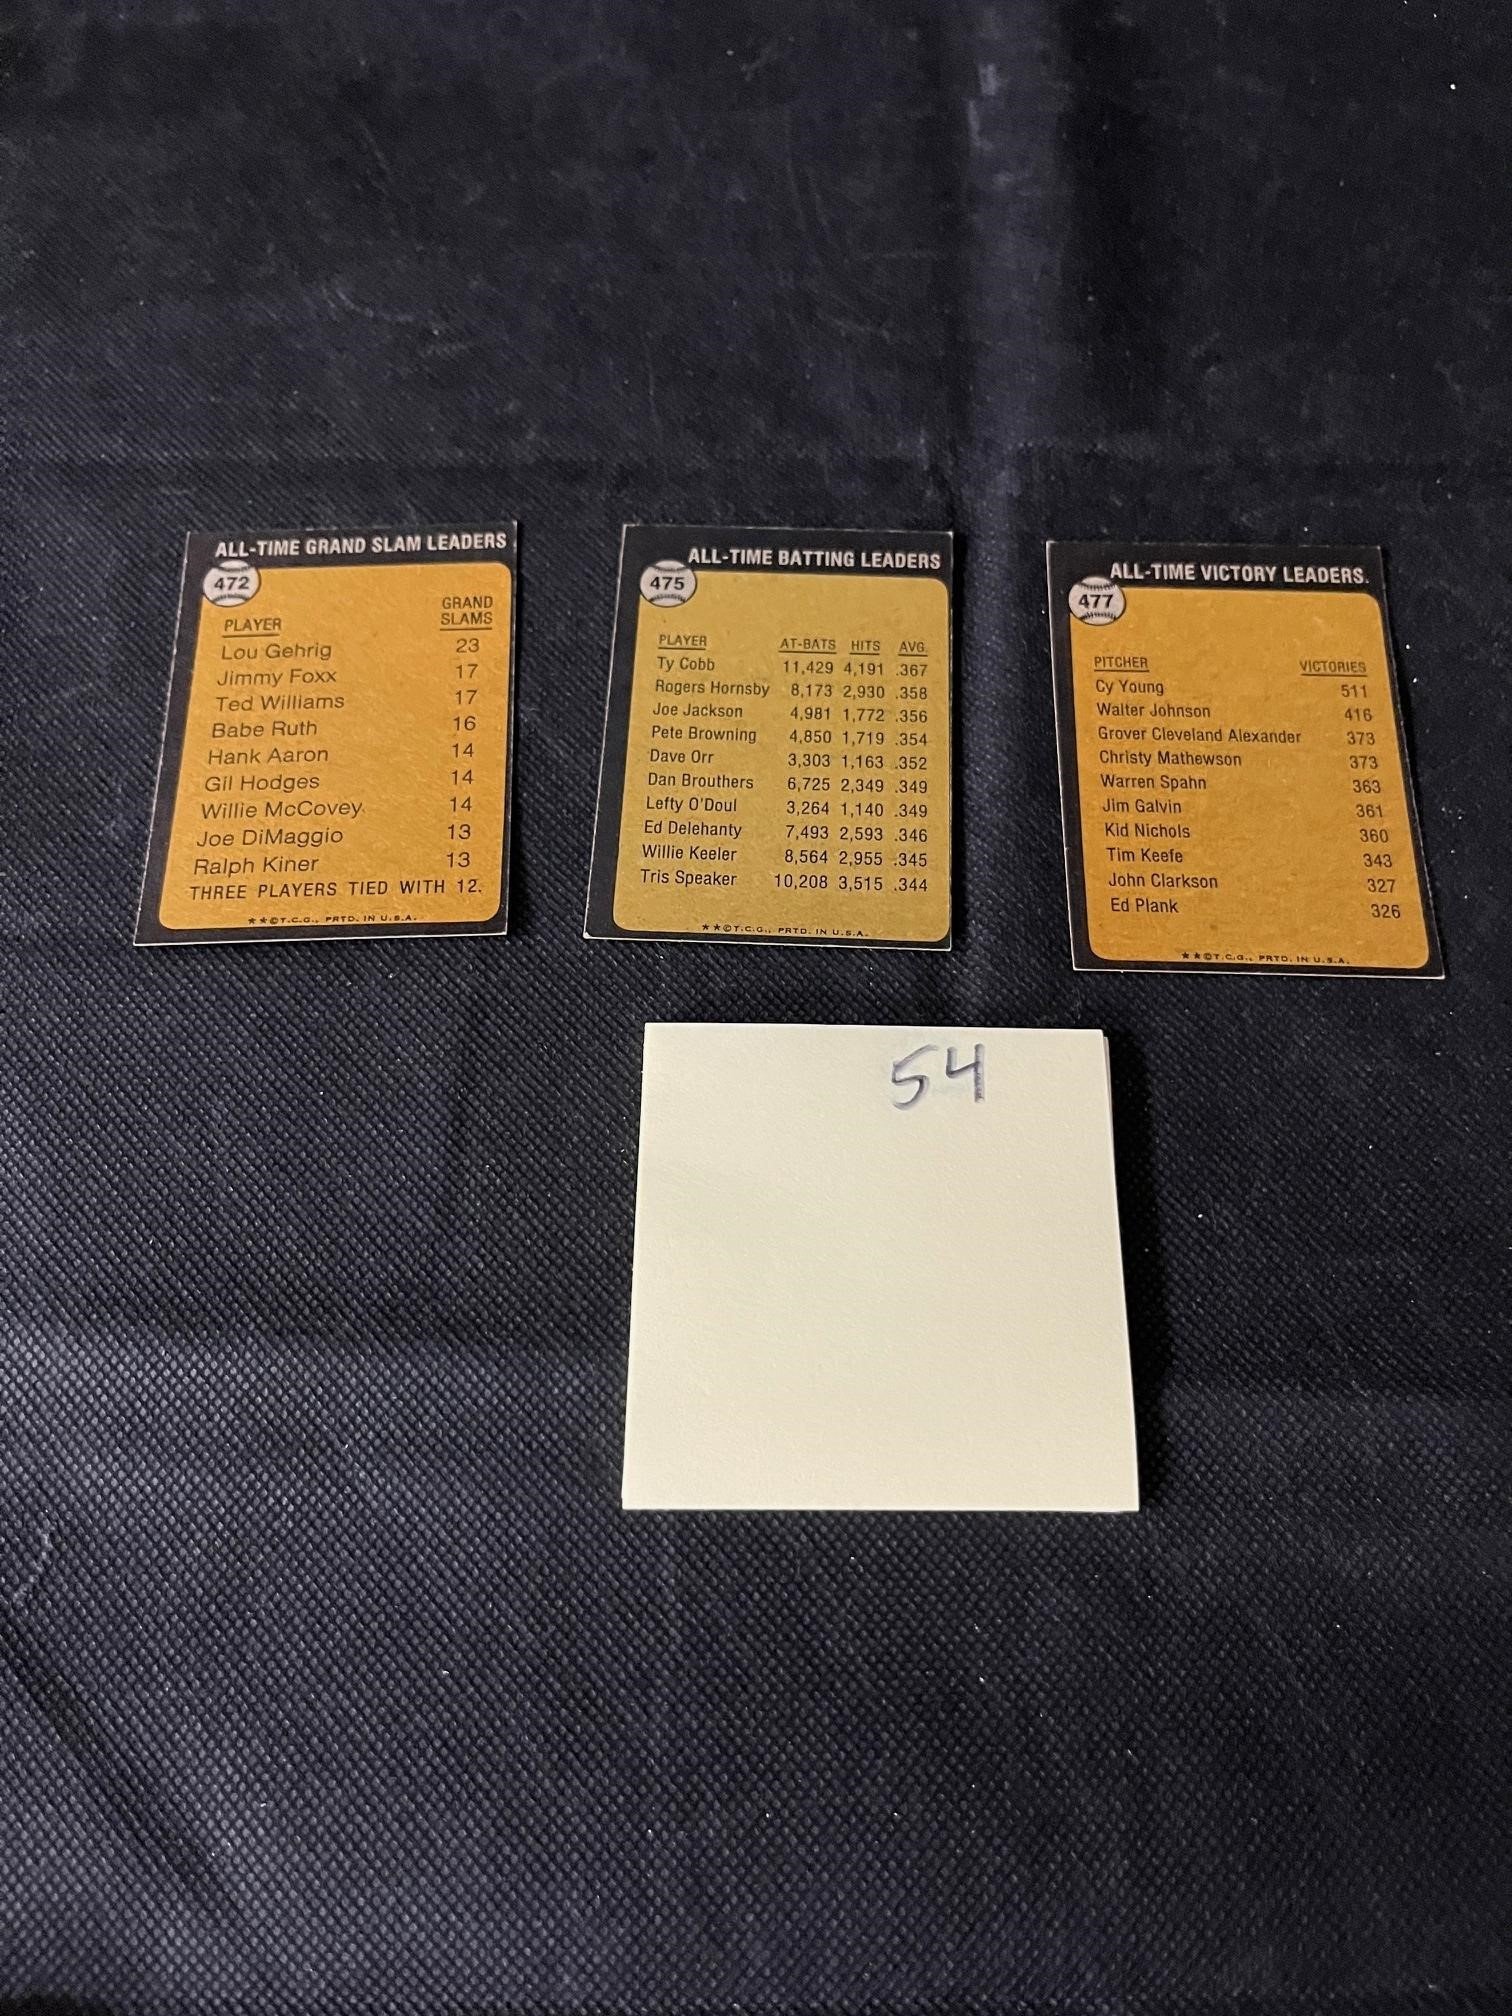 ALL-TIME GRAND SLAM LEADERS
472
PLAYER GRAND SLAMS
Lou Gehrig 23
Jimmy Foxx 17
Ted Williams 17
Babe Ruth 16
Hank Aaron 14
Gil Hodges 14
Willie McCovey 14
Joe DiMaggio 13
Ralph Kiner 13
THREE PLAYERS TIED WITH 12.
★★©T.C.G., PRTD. IN U.S.A.
ALL-TIME BATTING LEADERS
475
PLAYER AT-BATS HITS AVG.
Ty Cobb 11,429 4,191 .367
Rogers Hornsby 8,173 2,930 .358
Joe Jackson 4,981 1,772 .356
Pete Browning 4,850 1,719 .354
Dave Orr 3,303 1,163 .352
Dan Brouthers 6,725 2,349 .349
Lefty O'Doul 3,264 1,140 .349
Ed Delehanty 7,493 2,593 .346
Willie Keeler 8,564 2,955 .345
Tris Speaker 10,208 3,515 .344
★★©T.C.G., PRTD. IN U.S.A.
ALL-TIME VICTORY LEADERS.
477
PITCHER VICTORIES
Cy Young 511
Walter Johnson 416
Grover Cleveland Alexander 373
Christy Mathewson 373
Warren Spahn 363
Jim Galvin 361
Kid Nichols 360
Tim Keefe 343
John Clarkson 327
Ed Plank 326
★★©T.C.G., PRTD. IN U.S.A.
54